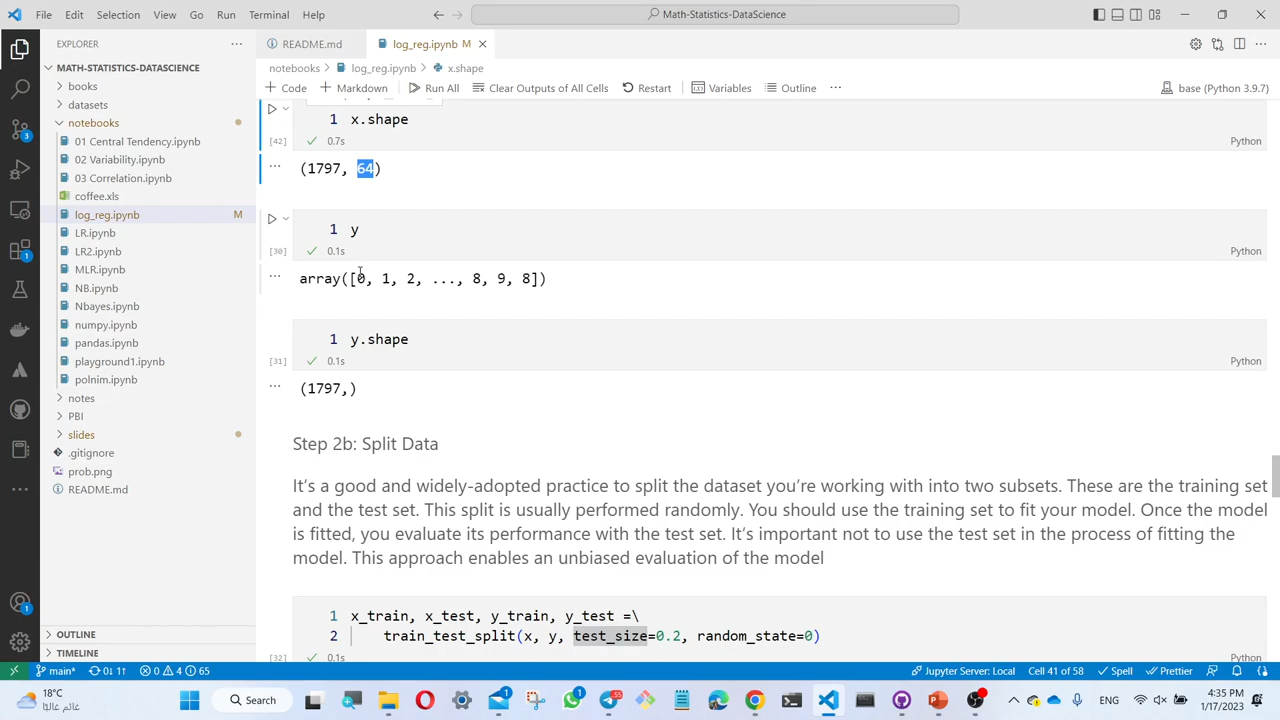 File Edit Selection View Go Run Terminal Help
Math-Statistics-DataScience
EXPLORER
README.md
log_reg.ipynb M
MATH-STATISTICS-DATASCIENCE
books
datasets
notebooks
01 Central Tendency.ipynb
02 Variability.ipynb
03 Correlation.ipynb
coffee.xls
log_reg.ipynb M
LR.ipynb
LR2.ipynb
MLR.ipynb
NB.ipynb
Nbayes.ipynb
numpy.ipynb
pandas.ipynb
playground1.ipynb
polnim.ipynb
notes
PBI
slides
.gitignore
prob.png
README.md
OUTLINE
TIMELINE
notebooks > log_reg.ipynb > x.shape
+ Code + Markdown Run All Clear Outputs of All Cells Restart Variables Outline ...
base (Python 3.9.7)
1 x.shape
[42] 0.7s Python
(1797, 64)
1 y
[30] 0.1s Python
array([0, 1, 2, ..., 8, 9, 8])
1 y.shape
[31] 0.1s Python
(1797,)
Step 2b: Split Data
It's a good and widely-adopted practice to split the dataset you're working with into two subsets. These are the training set
and the test set. This split is usually performed randomly. You should use the training set to fit your model. Once the model
is fitted, you evaluate its performance with the test set. It's important not to use the test set in the process of fitting the
model. This approach enables an unbiased evaluation of the model
1 x_train, x_test, y_train, y_test =\
2 train_test_split(x, y, test_size=0.2, random_state=0)
[32] 0.1s Python
main* 0↓ 1↑ 0 4 65
Jupyter Server: Local Cell 41 of 58 Spell Prettier
18°C
غائم غالبًا
Search
ENG
4:35 PM
1/17/2023